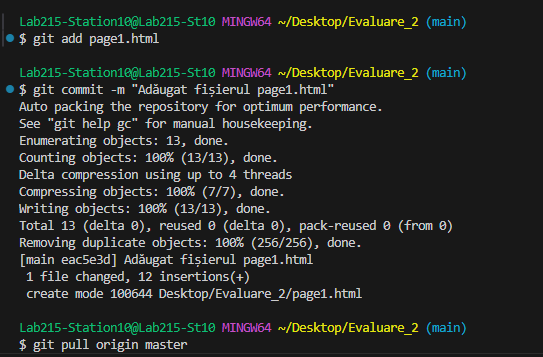 Lab215-Station10@Lab215-St10 MINGW64 ~/Desktop/Evaluare_2 (main)
$ git add page1.html
Lab215-Station10@Lab215-St10 MINGW64 ~/Desktop/Evaluare_2 (main)
$ git commit -m "Adăugat fișierul page1.html"
Auto packing the repository for optimum performance.
See "git help gc" for manual housekeeping.
Enumerating objects: 13, done.
Counting objects: 100% (13/13), done.
Delta compression using up to 4 threads
Compressing objects: 100% (7/7), done.
Writing objects: 100% (13/13), done.
Total 13 (delta 0), reused 0 (delta 0), pack-reused 0 (from 0)
Removing duplicate objects: 100% (256/256), done.
[main eac5e3d] Adăugat fișierul page1.html
 1 file changed, 12 insertions(+)
 create mode 100644 Desktop/Evaluare_2/page1.html
Lab215-Station10@Lab215-St10 MINGW64 ~/Desktop/Evaluare_2 (main)
$ git pull origin master